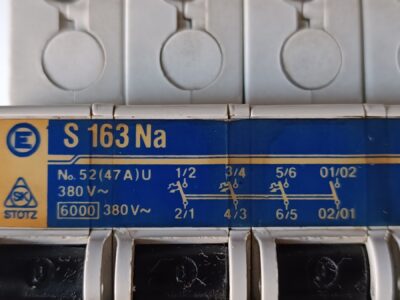 E S 163 Na
No. 52(47A)U 1/2 3/4 5/6 01/02
380 V~
6000 380 V~ 2/1 4/3 6/5 02/01
SK
STOTZ